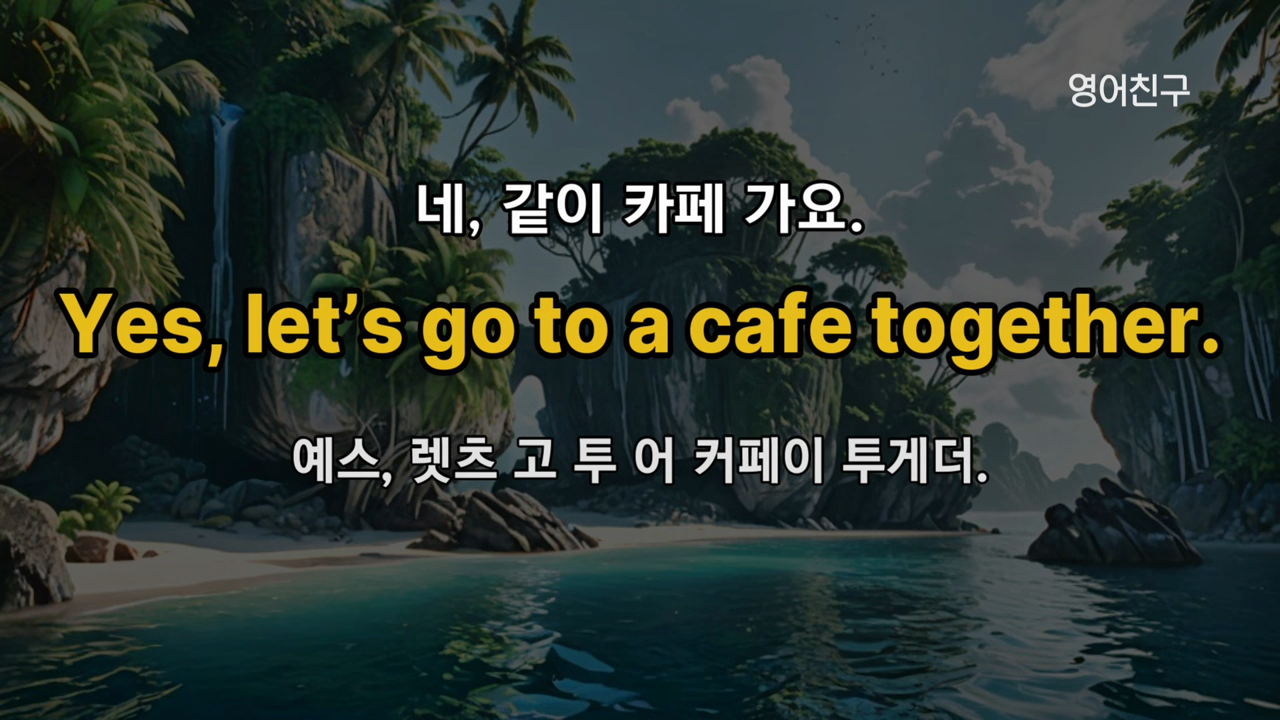 영어친구
네, 같이 카페 가요.
Yes, let’s go to a cafe together.
예스, 렛츠 고 투 어 커페이 투게더.